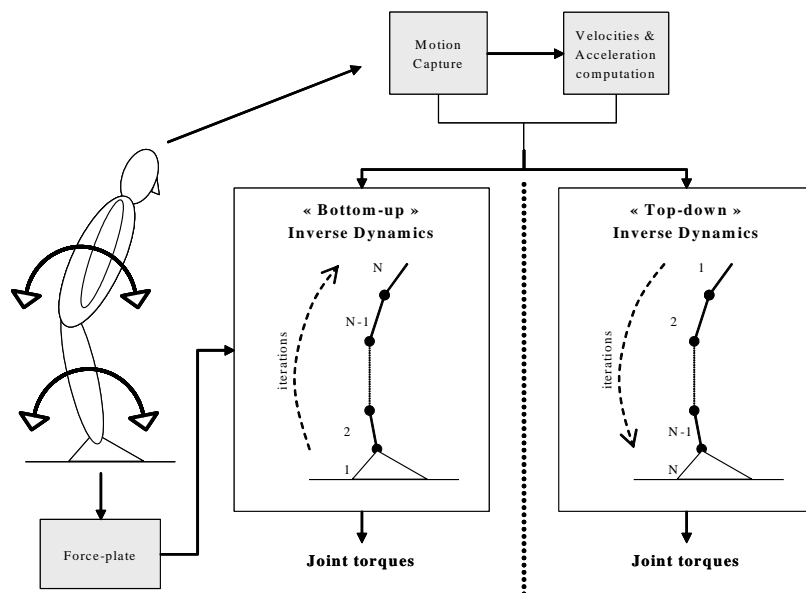 Motion
Capture
Velocities &
Acceleration
computation
« Bottom-up »
Inverse Dynamics
N
N-1
iterations
2
1
Joint torques
« Top-down »
Inverse Dynamics
1
2
iterations
N-1
N
Joint torques
Force-plate